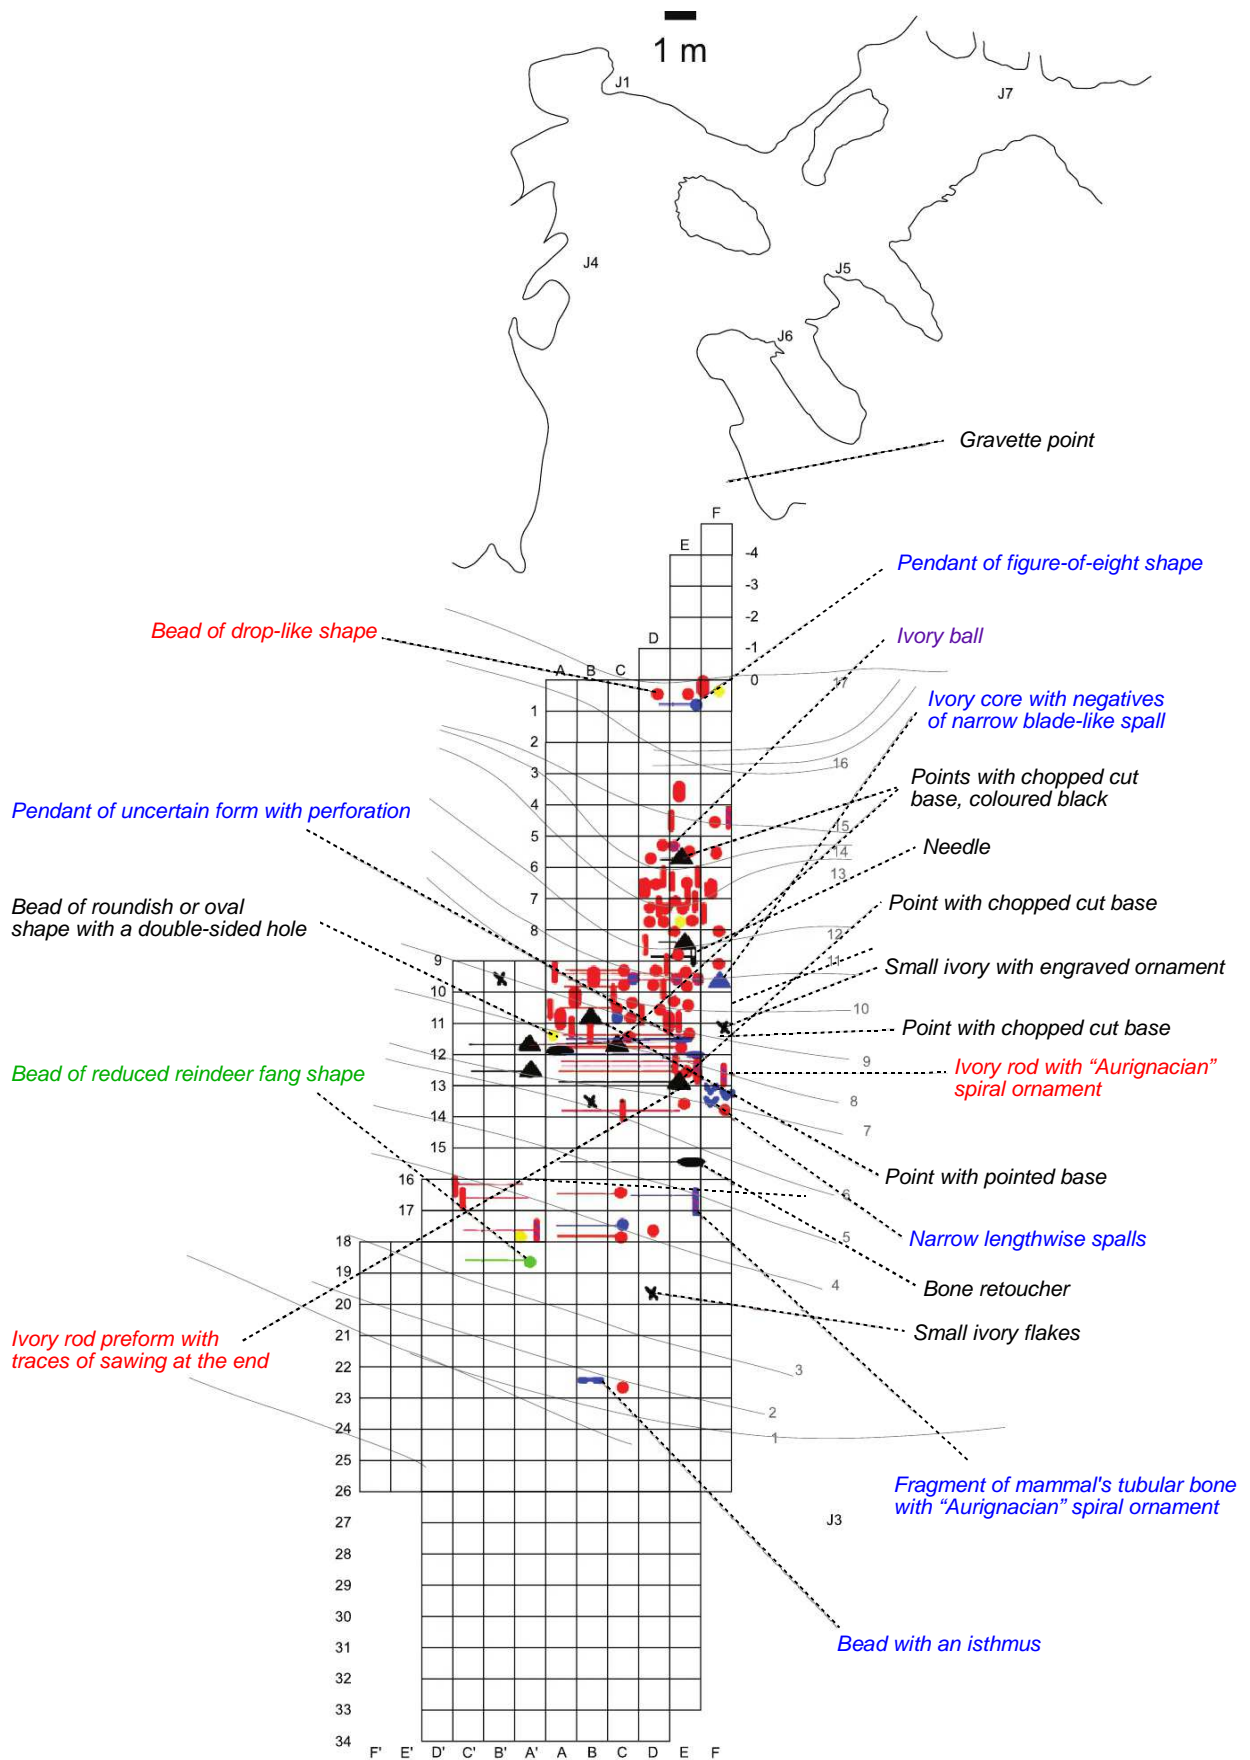 1 m
J1
J7
J4
J5
J6
Gravette point
F
E
-4
Pendant of figure-of-eight shape
-3
-2
Bead of drop-like shape
D
Ivory ball
-1
A B C
0
17
Ivory core with negatives
of narrow blade-like spall
1
2
16
3
Points with chopped cut
base, coloured black
4
Pendant of uncertain form with perforation
15
5
14
Needle
6
13
7
Point with chopped cut base
Bead of roundish or oval
shape with a double-sided hole
8
12
9
11
Small ivory with engraved ornament
10
10
11
Point with chopped cut base
9
12
Bead of reduced reindeer fang shape
Ivory rod with “Aurignacian”
spiral ornament
13
8
14
7
15
Point with pointed base
16
6
17
5
Narrow lengthwise spalls
18
19
4
Bone retoucher
20
Small ivory flakes
Ivory rod preform with
traces of sawing at the end
21
22
3
23
2
24
1
25
Fragment of mammal's tubular bone
with “Aurignacian” spiral ornament
26
27
J3
28
29
30
Bead with an isthmus
31
32
33
34
F' E' D' C' B' A' A B C D E F